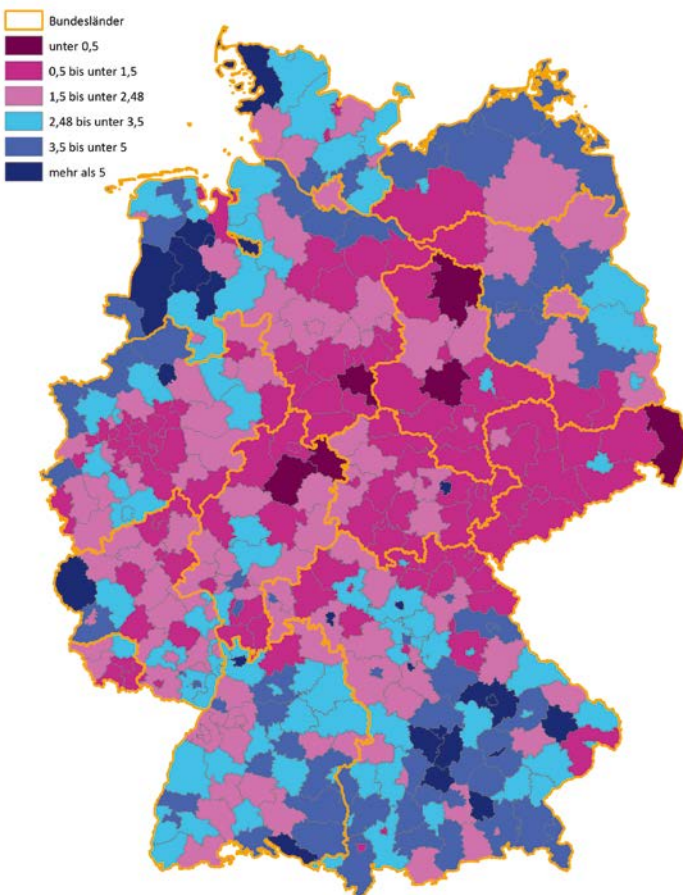 Bundesländer
unter 0,5
0,5 bis unter 1,5
1,5 bis unter 2,48
2,48 bis unter 3,5
3,5 bis unter 5
mehr als 5